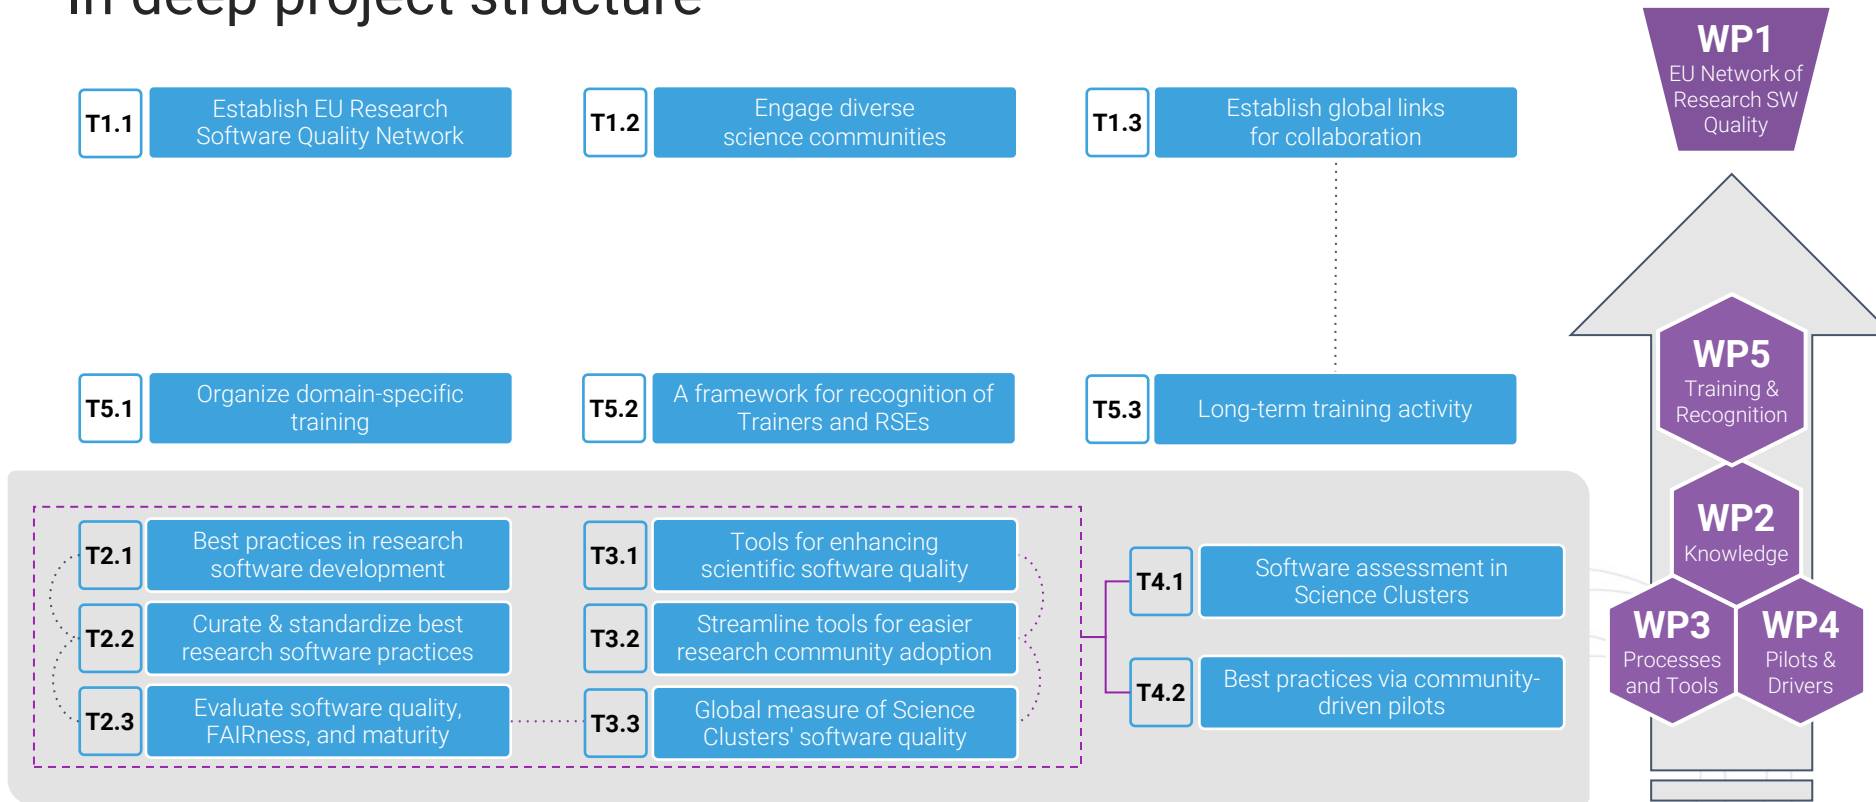 In deep project structure
T1.1
Establish EU Research
Software Quality Network
T1.2
Engage diverse
science communities
T1.3
Establish global links
for collaboration
WP1
EU Network of
Research SW
Quality
T5.1
Organize domain-specific
training
T5.2
A framework for recognition of
Trainers and RSEs
T5.3
Long-term training activity
WP5
Training &
Recognition
T2.1
Best practices in research
software development
T2.2
Curate & standardize best
research software practices
T2.3
Evaluate software quality,
FAIRness, and maturity
T3.1
Tools for enhancing
scientific software quality
T3.2
Streamline tools for easier
research community adoption
T3.3
Global measure of Science
Clusters' software quality
T4.1
Software assessment in
Science Clusters
T4.2
Best practices via community-
driven pilots
WP2
Knowledge
WP3
Processes
and Tools
WP4
Pilots &
Drivers